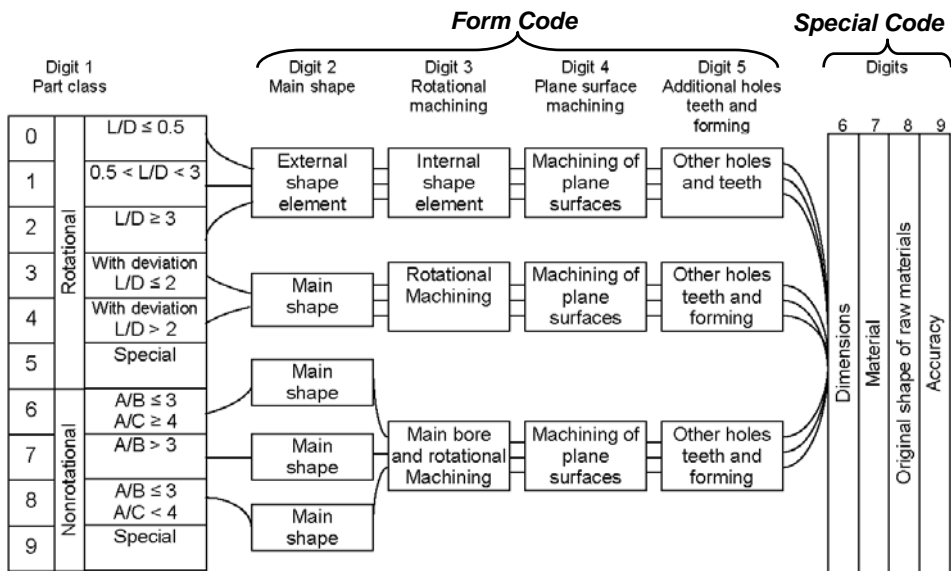 Form Code
Special Code
Digit 1
Part class
Digit 2
Main shape
Digit 3
Rotational
machining
Digit 4
Plane surface
machining
Digit 5
Additional holes
teeth and
forming
Digits
6 7 8 9
0
L/D ≤ 0.5
1
0.5 < L/D < 3
2
L/D ≥ 3
3
With deviation
L/D ≤ 2
4
With deviation
L/D > 2
5
Special
Rotational
6
A/B ≤ 3
A/C ≥ 4
7
A/B > 3
8
A/B ≤ 3
A/C < 4
9
Special
Nonrotational
External
shape
element
Internal
shape
element
Machining of
plane
surfaces
Other holes
and teeth
Main
shape
Rotational
Machining
Machining of
plane
surfaces
Other holes
teeth and
forming
Main
shape
Main
shape
Main
shape
Main bore
and rotational
Machining
Machining of
plane
surfaces
Other holes
teeth and
forming
Dimensions
Material
Original shape of raw materials
Accuracy